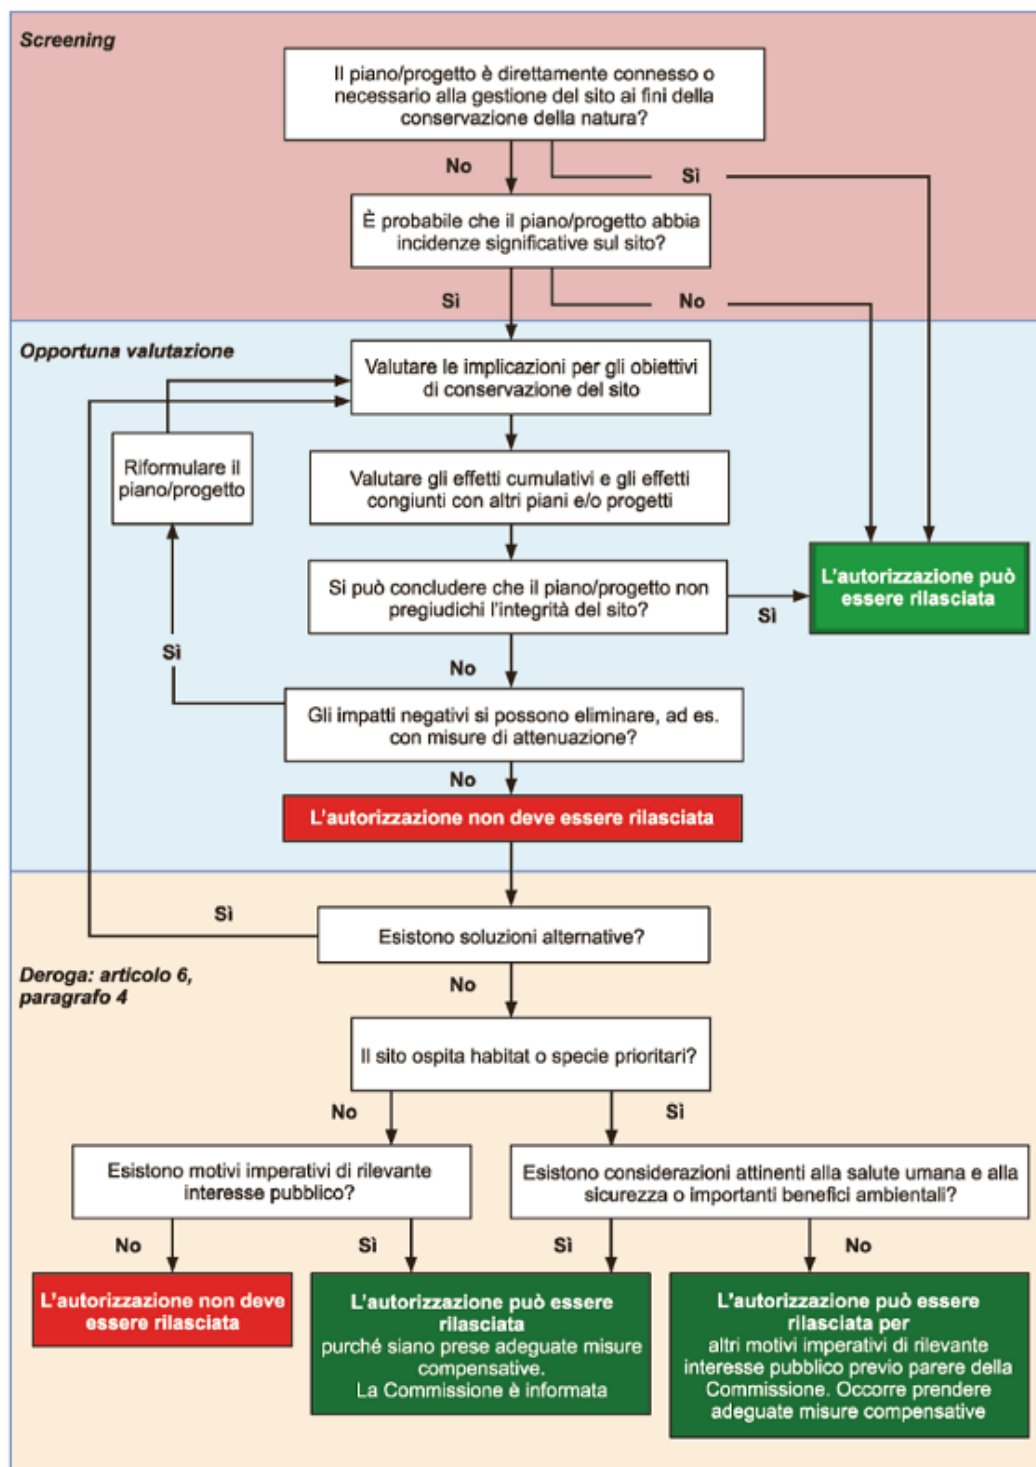 Screening
Il piano/progetto è direttamente connesso o
necessario alla gestione del sito ai fini della
conservazione della natura?
No
Sì
È probabile che il piano/progetto abbia
incidenze significative sul sito?
Sì
No
Opportuna valutazione
Valutare le implicazioni per gli obiettivi
di conservazione del sito
Riformulare il
piano/progetto
Valutare gli effetti cumulativi e gli effetti
congiunti con altri piani e/o progetti
Si può concludere che il piano/progetto non
pregiudichi l'integrità del sito?
Sì
L'autorizzazione può
essere rilasciata
Sì
No
Gli impatti negativi si possono eliminare, ad es.
con misure di attenuazione?
No
L'autorizzazione non deve essere rilasciata
Sì
Esistono soluzioni alternative?
Deroga: articolo 6,
paragrafo 4
No
Il sito ospita habitat o specie prioritari?
No
Sì
Esistono motivi imperativi di rilevante
interesse pubblico?
Esistono considerazioni attinenti alla salute umana e alla
sicurezza o importanti benefici ambientali?
No
Sì
Sì
No
L'autorizzazione non deve
essere rilasciata
L'autorizzazione può essere
rilasciata
purché siano prese adeguate misure
compensative.
La Commissione è informata
L'autorizzazione può essere
rilasciata per
altri motivi imperativi di rilevante
interesse pubblico previo parere della
Commissione. Occorre prendere
adeguate misure compensative